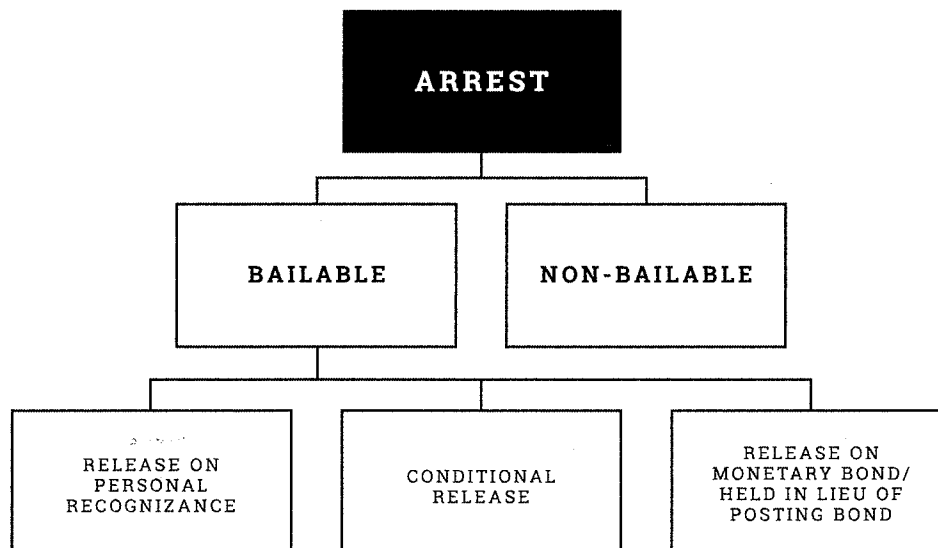 ARREST
BAILABLE
NON-BAILABLE
RELEASE ON
PERSONAL
RECOGNIZANCE
CONDITIONAL
RELEASE
RELEASE ON
MONETARY BOND/
HELD IN LIEU OF
POSTING BOND